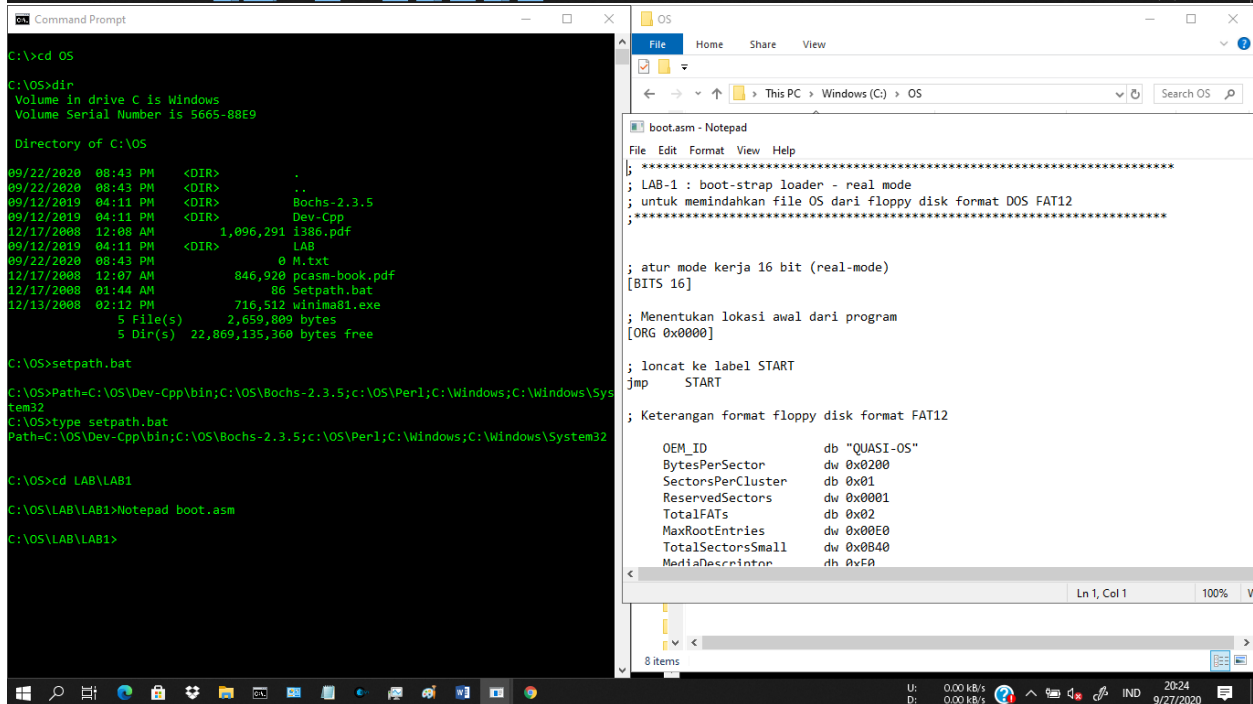 Command Prompt
C:\>cd OS
C:\OS>dir
 Volume in drive C is Windows
 Volume Serial Number is 5665-88E9
 Directory of C:\OS
09/22/2020  08:43 PM    <DIR>          .
09/22/2020  08:43 PM    <DIR>          ..
09/12/2019  04:11 PM    <DIR>          Bochs-2.3.5
09/12/2019  04:11 PM    <DIR>          Dev-Cpp
12/17/2008  12:08 AM         1,096,291 i386.pdf
09/12/2019  04:11 PM    <DIR>          LAB
09/22/2020  08:43 PM                 0 M.txt
12/17/2008  12:07 AM           846,920 pcasm-book.pdf
12/17/2008  01:44 AM                86 Setpath.bat
12/13/2008  02:12 PM           716,512 winima81.exe
               5 File(s)      2,659,809 bytes
               5 Dir(s)  22,869,135,360 bytes free
C:\OS>setpath.bat
C:\OS>Path=C:\OS\Dev-Cpp\bin;C:\OS\Bochs-2.3.5;c:\OS\Perl;C:\Windows;C:\Windows\Sys
tem32
C:\OS>type setpath.bat
Path=C:\OS\Dev-Cpp\bin;C:\OS\Bochs-2.3.5;c:\OS\Perl;C:\Windows;C:\Windows\System32
C:\OS>cd LAB\LAB1
C:\OS\LAB\LAB1>Notepad boot.asm
C:\OS\LAB\LAB1>
OS
File Home Share View
This PC > Windows (C:) > OS
Search OS
boot.asm - Notepad
File Edit Format View Help
; *************************************************************************
; LAB-1 : boot-strap loader - real mode
; untuk memindahkan file OS dari floppy disk format DOS FAT12
;*************************************************************************
; atur mode kerja 16 bit (real-mode)
[BITS 16]
; Menentukan lokasi awal dari program
[ORG 0x0000]
; loncat ke label START
jmp     START
; Keterangan format floppy disk format FAT12
OEM_ID                db "QUASI-OS"
BytesPerSector        dw 0x0200
SectorsPerCluster     db 0x01
ReservedSectors       dw 0x0001
TotalFATs             db 0x02
MaxRootEntries        dw 0x00E0
TotalSectorsSmall     dw 0x0B40
MediaDescriptor       db 0xF0
Ln 1, Col 1
100%
8 items
U: 0.00 kB/s
D: 0.00 kB/s
IND
20:24
9/27/2020